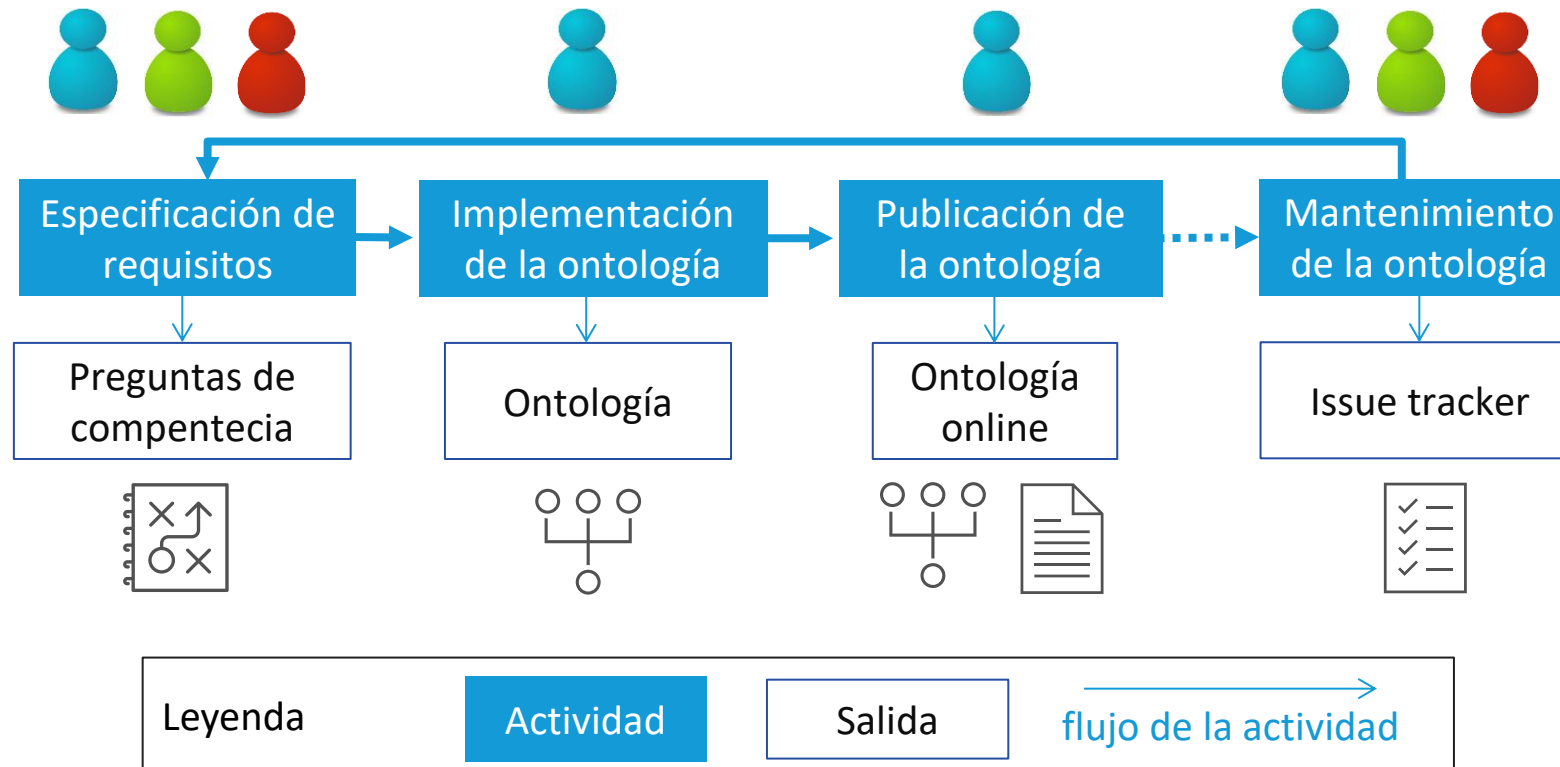 Especificación de
requisitos
Implementación
de la ontología
Publicación de
la ontología
Mantenimiento
de la ontología
Preguntas de
compentecia
Ontología
Ontología
online
Issue tracker
Leyenda
Actividad
Salida
flujo de la actividad